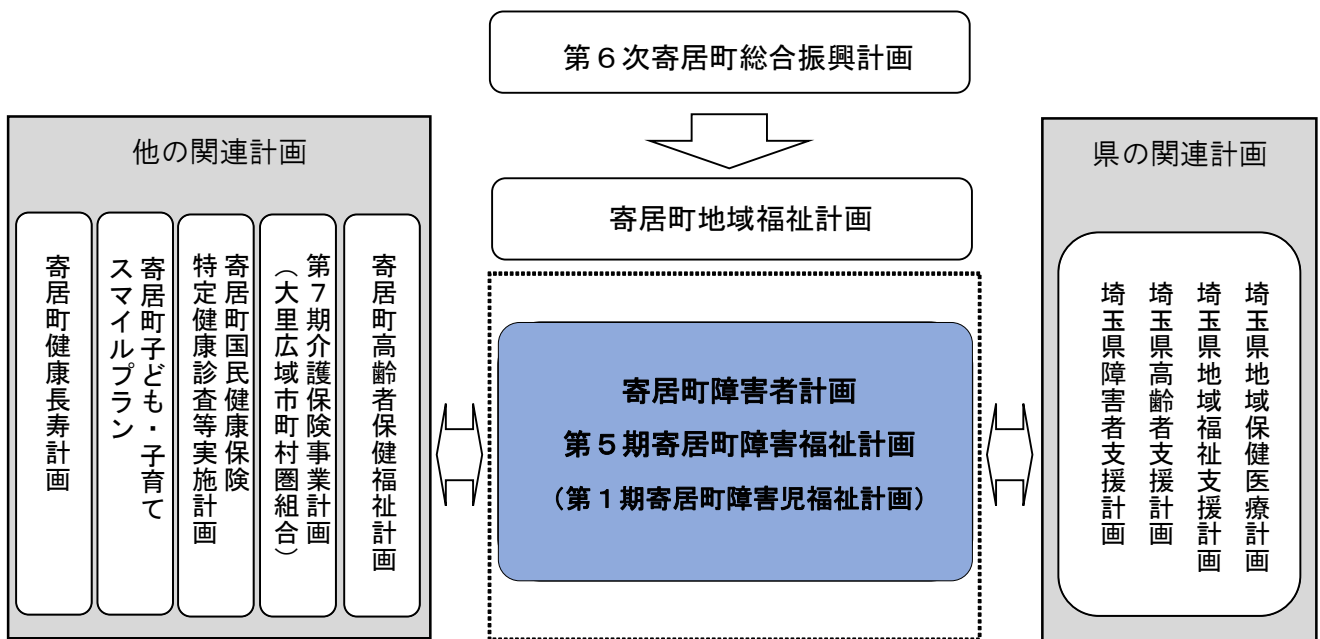 第６次寄居町総合振興計画
他の関連計画
寄居町高齢者保健福祉計画
第７期介護保険事業計画
（大里広域市町村圏組合）
寄居町国民健康保険
特定健康診査等実施計画
寄居町子ども・子育て
スマイルプラン
寄居町健康長寿計画
寄居町地域福祉計画
寄居町障害者計画
第５期寄居町障害福祉計画
（第１期寄居町障害児福祉計画）
県の関連計画
埼玉県地域保健医療計画
埼玉県地域福祉支援計画
埼玉県高齢者支援計画
埼玉県障害者支援計画